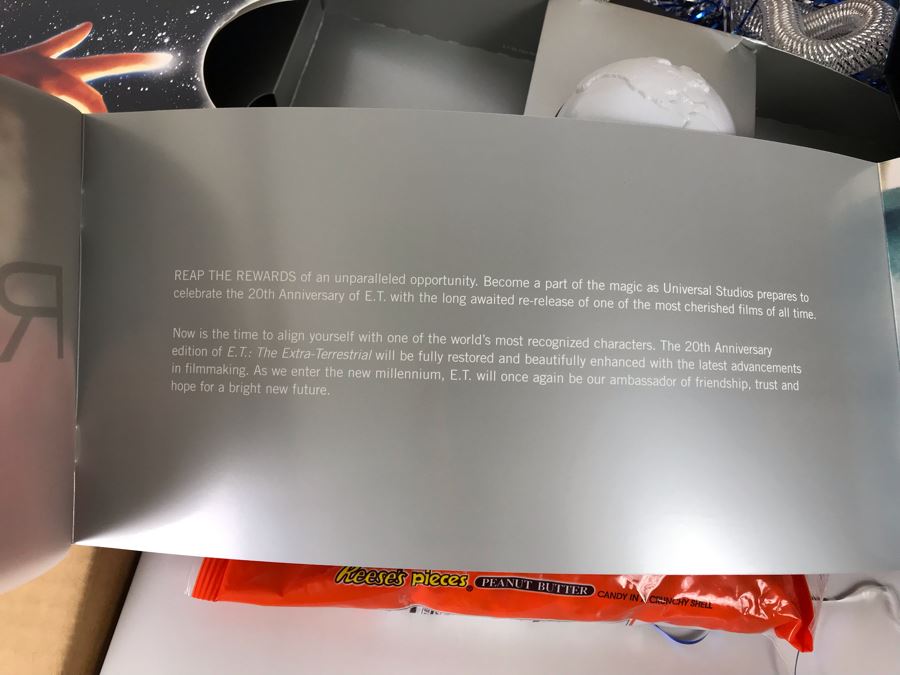 R
REAP THE REWARDS of an unparalleled opportunity. Become a part of the magic as Universal Studios prepares to
celebrate the 20th Anniversary of E.T. with the long awaited re-release of one of the most cherished films of all time.
Now is the time to align yourself with one of the world's most recognized characters. The 20th Anniversary
edition of E.T.: The Extra-Terrestrial will be fully restored and beautifully enhanced with the latest advancements
in filmmaking. As we enter the new millennium, E.T. will once again be our ambassador of friendship, trust and
hope for a bright new future.
Reese's pieces® PEANUT BUTTER CANDY IN A CRUNCHY SHELL